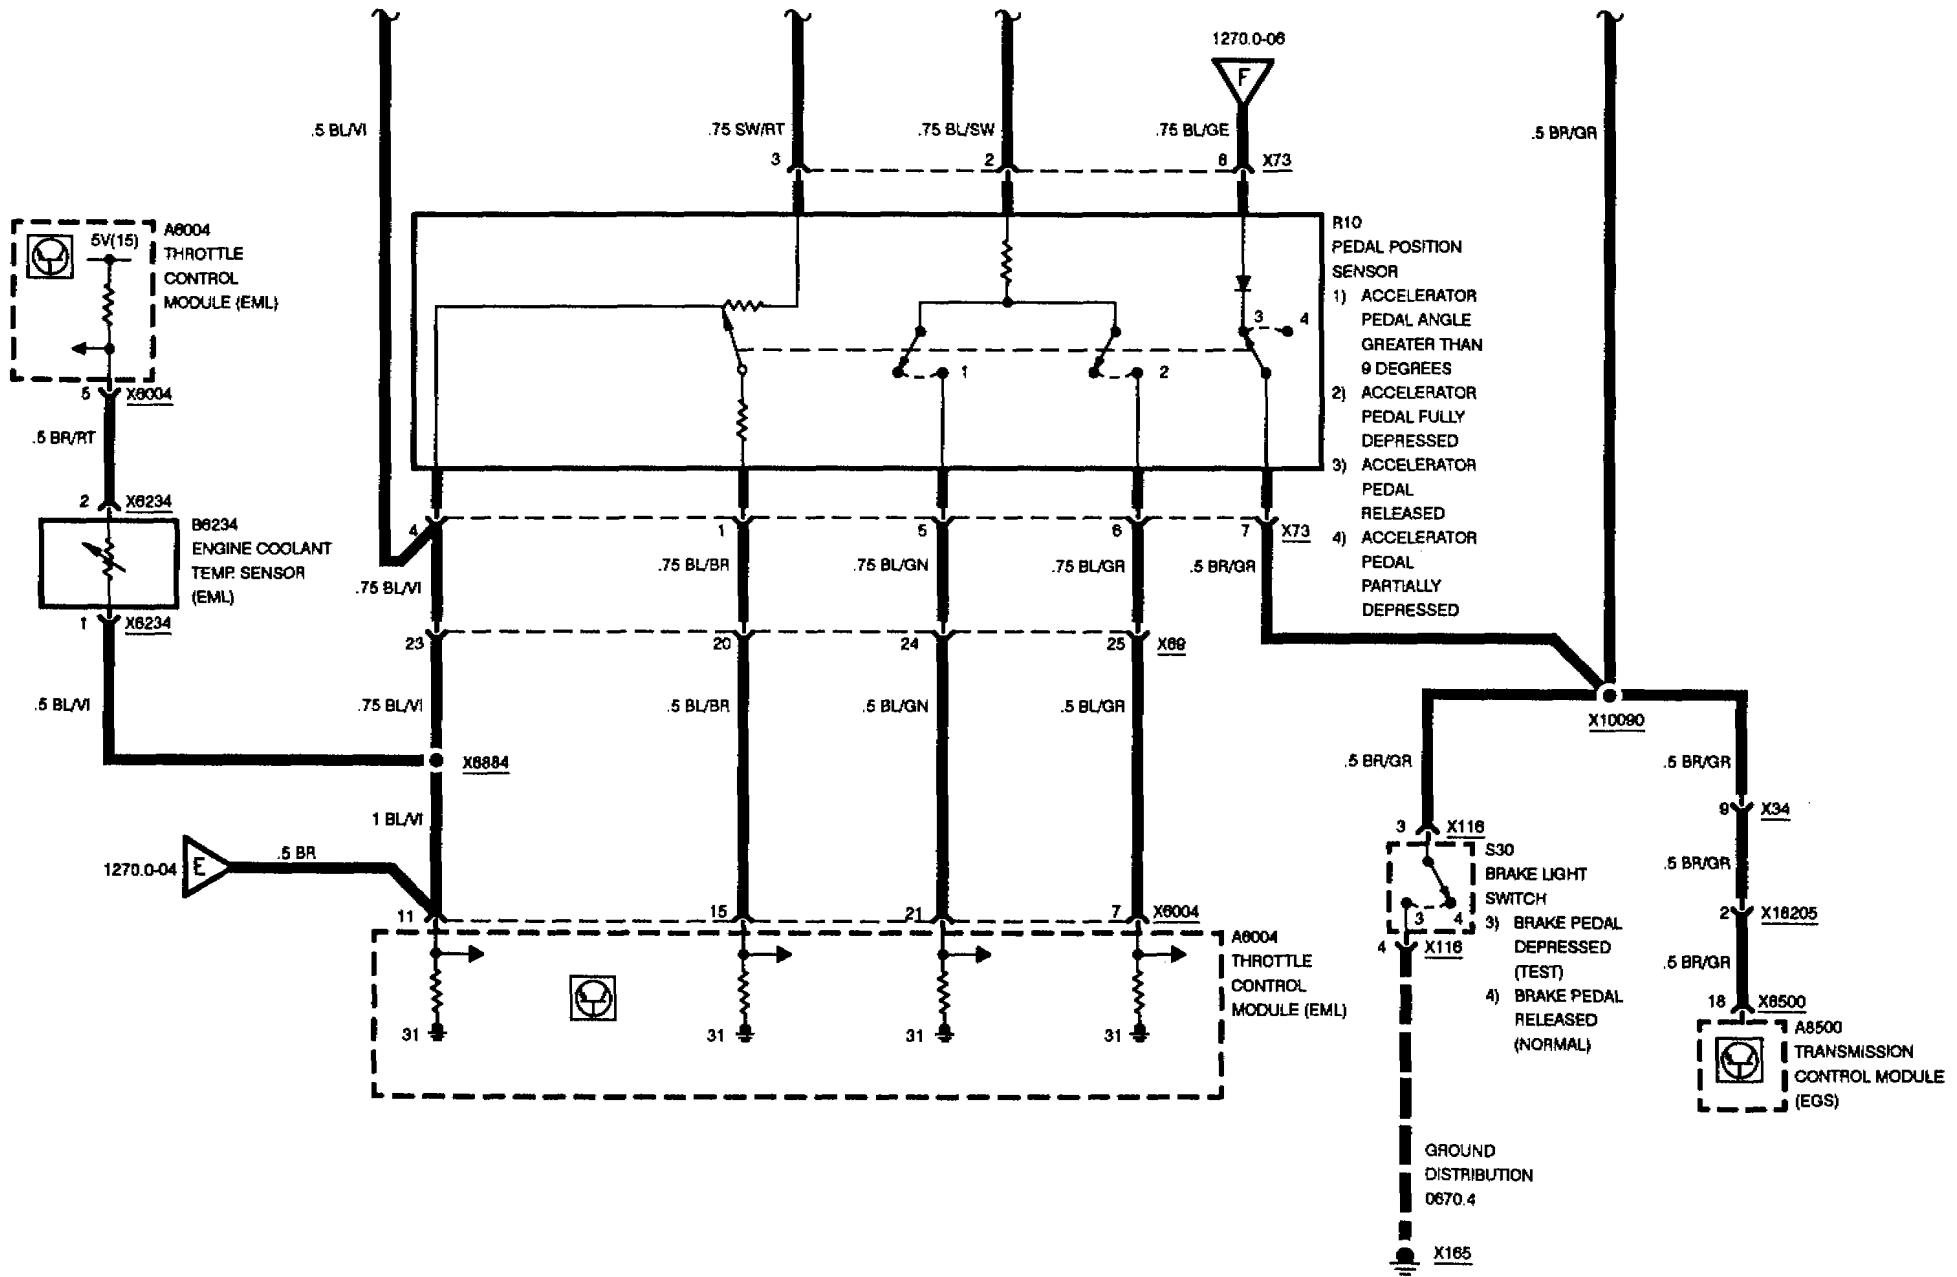 1270.0-06
F
.5 BL/VI
.75 SW/RT
.75 BL/SW
.75 BL/GE
.5 BR/GR
3
2
8
X73
5V(15)
A6004
THROTTLE
CONTROL
MODULE (EML)
R10
PEDAL POSITION
SENSOR
1) ACCELERATOR
PEDAL ANGLE
GREATER THAN
9 DEGREES
2) ACCELERATOR
PEDAL FULLY
DEPRESSED
3) ACCELERATOR
PEDAL
RELEASED
4) ACCELERATOR
PEDAL
PARTIALLY
DEPRESSED
3
4
1
2
5
X6004
.5 BR/RT
2
X6234
B6234
ENGINE COOLANT
TEMP. SENSOR
(EML)
1
X6234
4
1
5
6
7
X73
.75 BL/VI
.75 BL/BR
.75 BL/GN
.75 BL/GR
.5 BR/GR
23
20
24
25
X69
.5 BL/VI
.75 BL/VI
.5 BL/BR
.5 BL/GN
.5 BL/GR
X10090
X6884
.5 BR/GR
.5 BR/GR
1 BL/VI
9
X34
3
X116
1270.0-04
E
.5 BR
S30
BRAKE LIGHT
SWITCH
3) BRAKE PEDAL
DEPRESSED
(TEST)
4) BRAKE PEDAL
RELEASED
(NORMAL)
3
4
.5 BR/GR
11
15
21
7
X6004
2
X18205
4
X116
A6004
THROTTLE
CONTROL
MODULE (EML)
.5 BR/GR
31
31
31
31
18
X8500
A8500
TRANSMISSION
CONTROL MODULE
(EGS)
GROUND
DISTRIBUTION
0670.4
X165